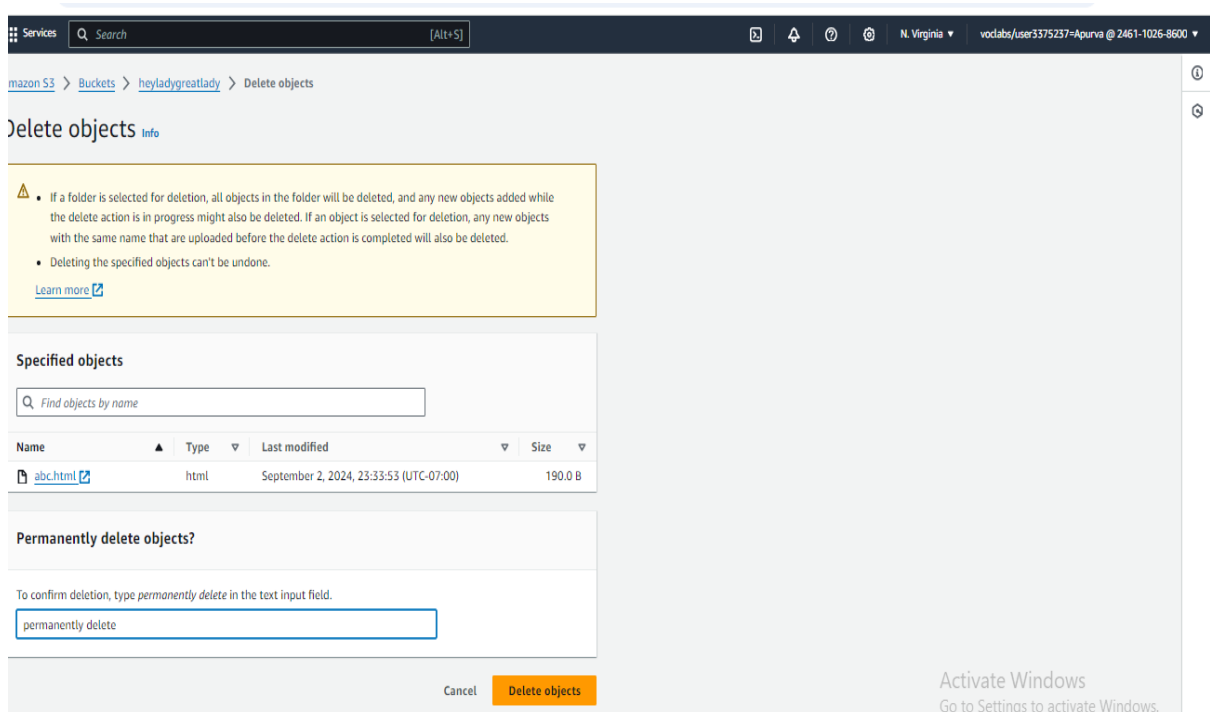 Services Search [Alt+S] N. Virginia ▼ voclabs/user3375237=Apurva @ 2461-1026-8600 ▼
mazon S3 > Buckets > heyladygreatlady > Delete objects
Delete objects Info
• If a folder is selected for deletion, all objects in the folder will be deleted, and any new objects added while
the delete action is in progress might also be deleted. If an object is selected for deletion, any new objects
with the same name that are uploaded before the delete action is completed will also be deleted.
• Deleting the specified objects can't be undone.
Learn more
Specified objects
Find objects by name
Name ▲ Type ▽ Last modified ▽ Size ▽
abc.html html September 2, 2024, 23:33:53 (UTC-07:00) 190.0 B
Permanently delete objects?
To confirm deletion, type permanently delete in the text input field.
permanently delete
Cancel Delete objects
Activate Windows
Go to Settings to activate Windows.